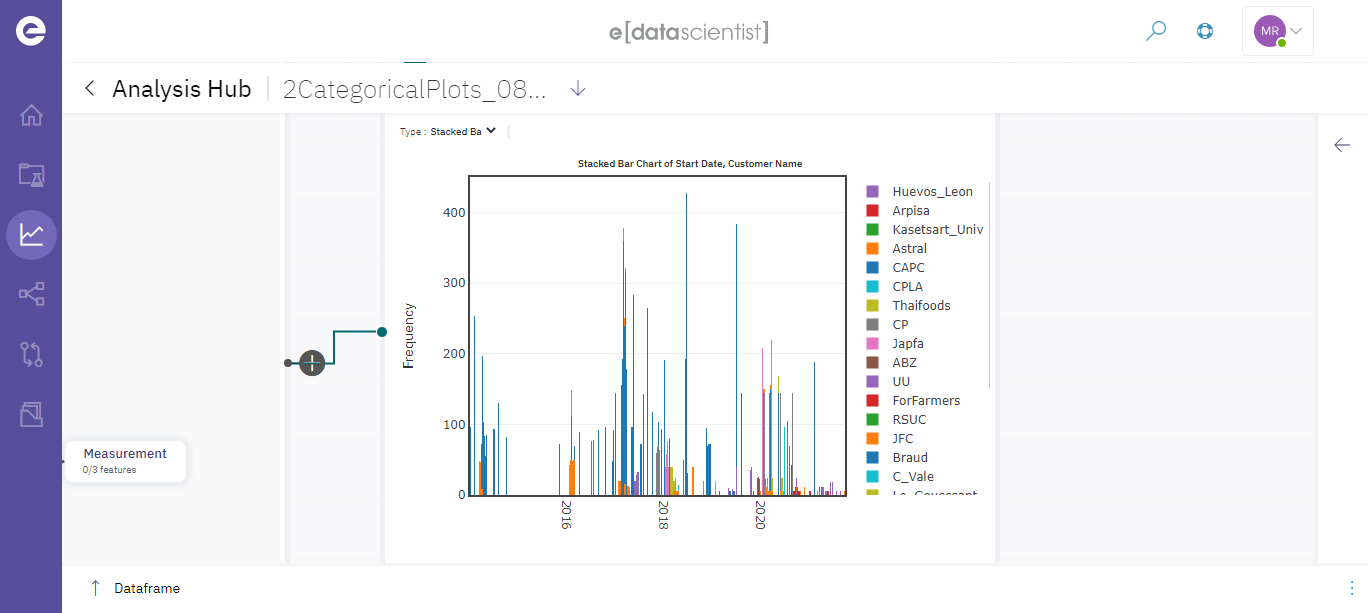 e[datascientist]
MR
Analysis Hub
2CategoricalPlots_08...
Type : Stacked Ba
Stacked Bar Chart of Start Date, Customer Name
Frequency
400
300
200
100
0
2016
2018
2020
Huevos_Leon
Arpisa
Kasetsart_Univ
Astral
CAPC
CPLA
Thaifoods
CP
Japfa
ABZ
UU
ForFarmers
RSUC
JFC
Braud
C_Vale
Le_Gouessant
Measurement
0/3 features
Dataframe